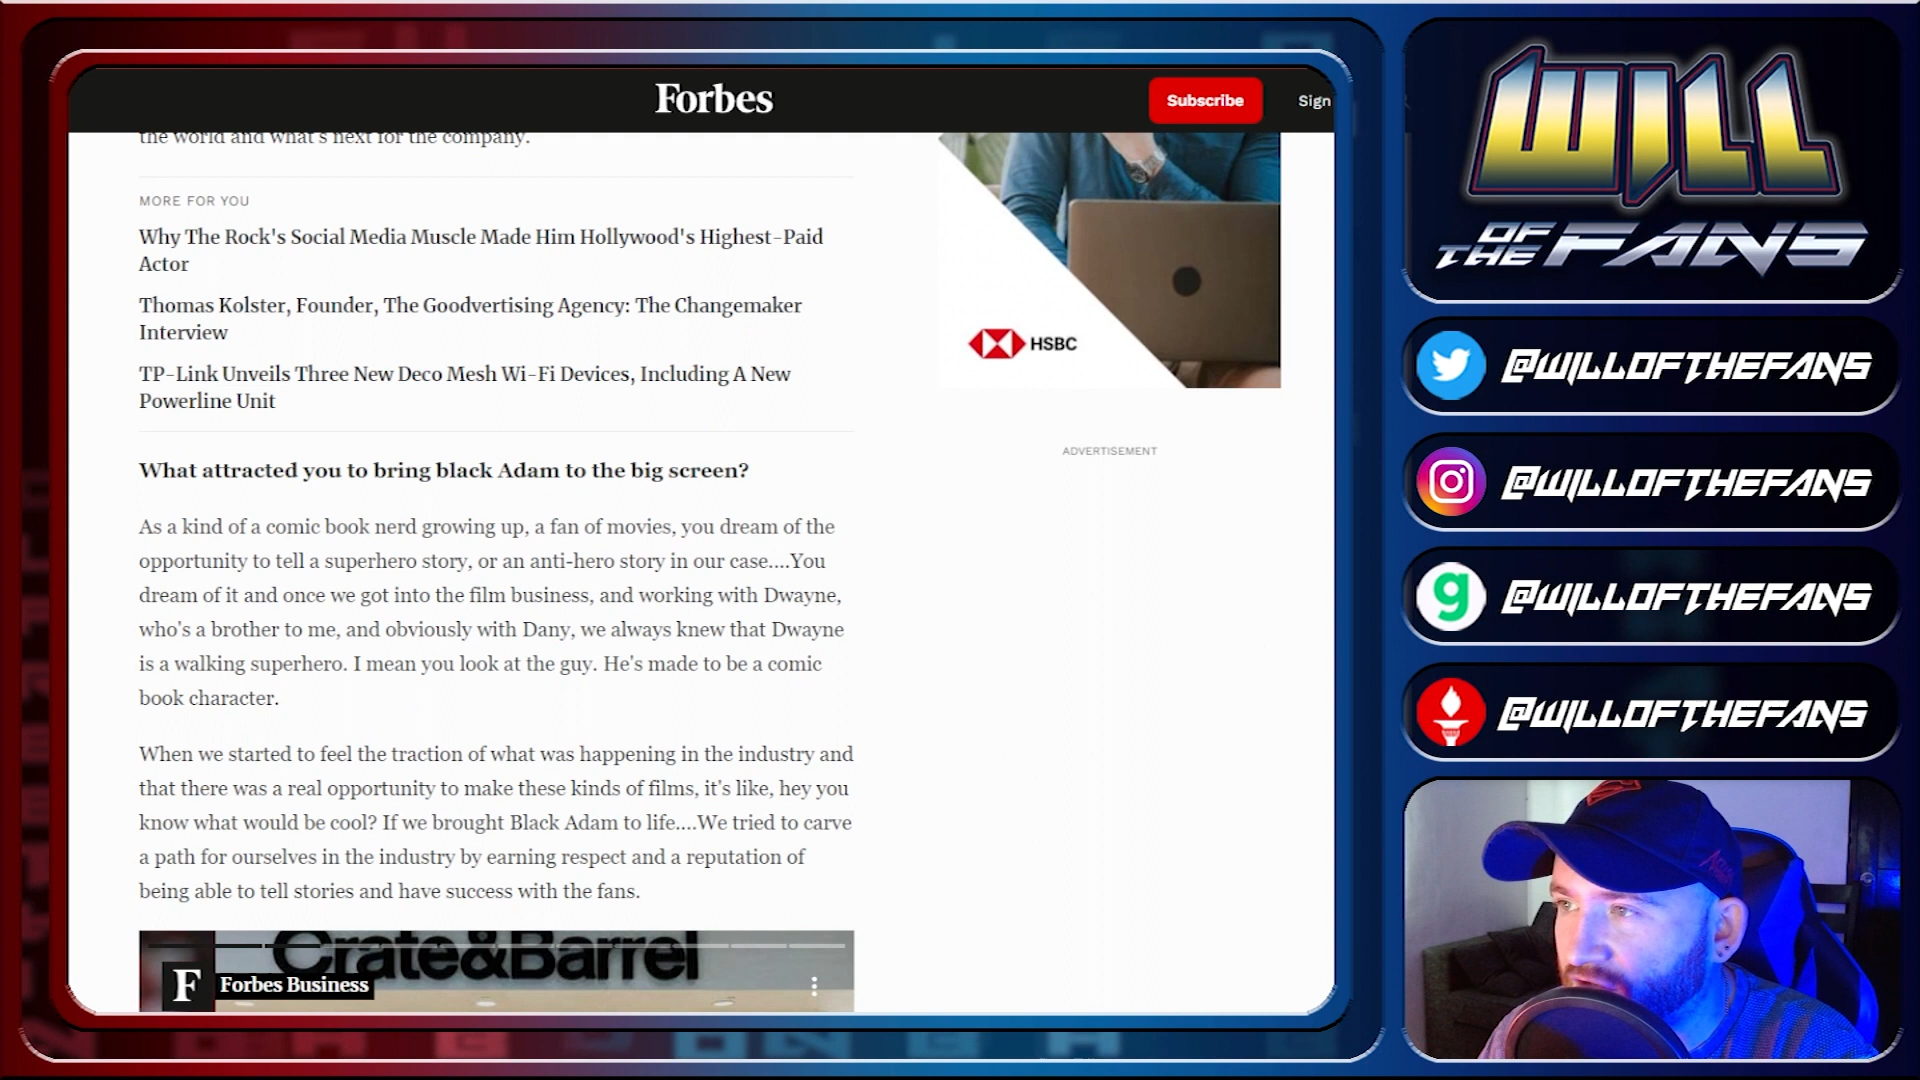 Forbes
Subscribe
Sign
the world and what's next for the company.
MORE FOR YOU
Why The Rock's Social Media Muscle Made Him Hollywood's Highest-Paid
Actor
Thomas Kolster, Founder, The Goodvertising Agency: The Changemaker
Interview
TP-Link Unveils Three New Deco Mesh Wi-Fi Devices, Including A New
Powerline Unit
What attracted you to bring black Adam to the big screen?
As a kind of a comic book nerd growing up, a fan of movies, you dream of the
opportunity to tell a superhero story, or an anti-hero story in our case....You
dream of it and once we got into the film business, and working with Dwayne,
who's a brother to me, and obviously with Dany, we always knew that Dwayne
is a walking superhero. I mean you look at the guy. He's made to be a comic
book character.
When we started to feel the traction of what was happening in the industry and
that there was a real opportunity to make these kinds of films, it's like, hey you
know what would be cool? If we brought Black Adam to life....We tried to carve
a path for ourselves in the industry by earning respect and a reputation of
being able to tell stories and have success with the fans.
Crate&Barrel
F
Forbes Business
HSBC
ADVERTISEMENT
WILL
OF
THE FANS
@WILLOFTHEFANS
@WILLOFTHEFANS
g
@WILLOFTHEFANS
@WILLOFTHEFANS